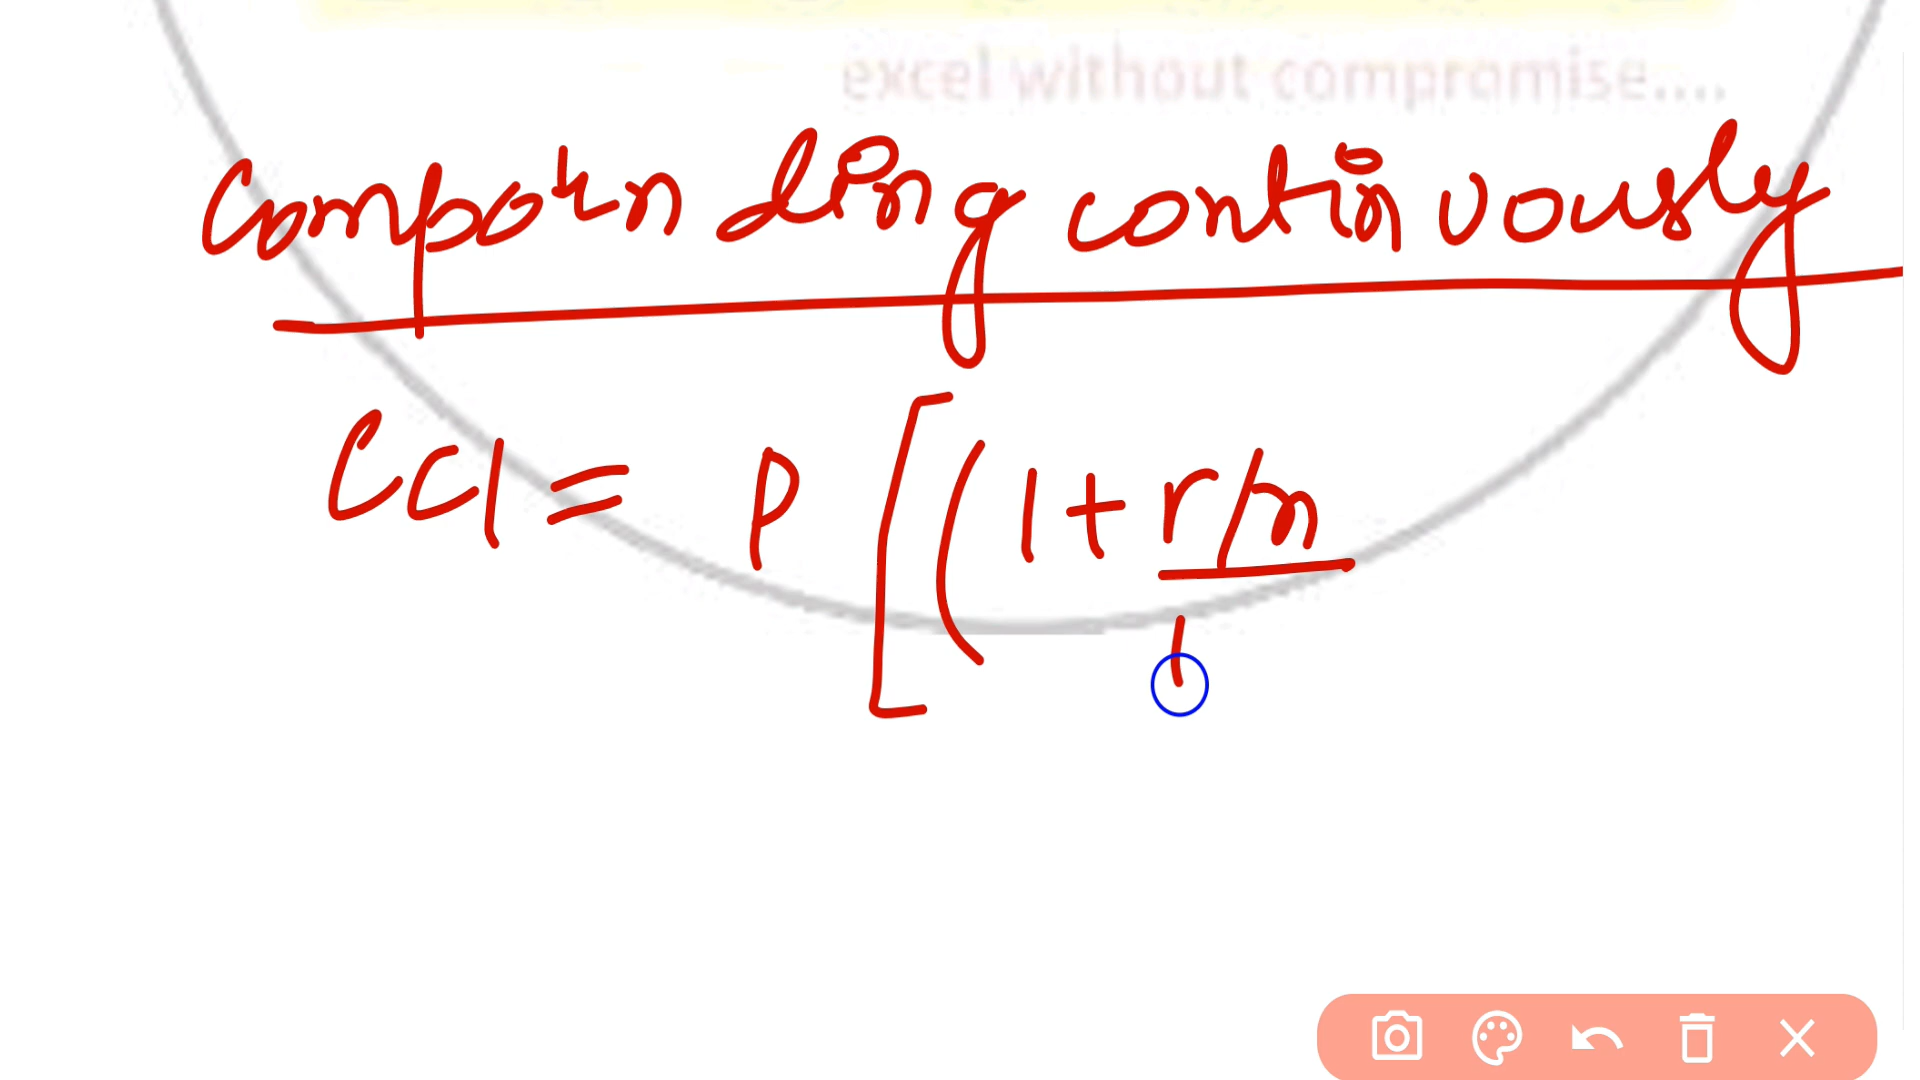 excel without compromise....
Compounding continuously
CCI = P [ ( 1 + r/n
1